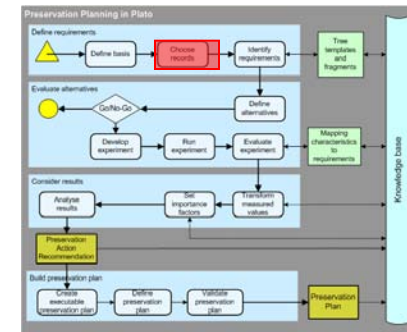 Preservation Planning in Plato
Define requirements
Define basis
Choose
records
Identify
requirements
Tree
templates
and
fragments
Evaluate alternatives
Go/No-Go
Define
alternatives
Develop
experiment
Run
experiment
Evaluate
experiment
Mapping
characteristics
to
requirements
Knowledge base
Consider results
Analyse
results
Set
importance
factors
Transform
measured
values
Preservation
Action
Recommendation
Build preservation plan
Create
executable
preservation plan
Define
preservation
plan
Validate
preservation
plan
Preservation
Plan